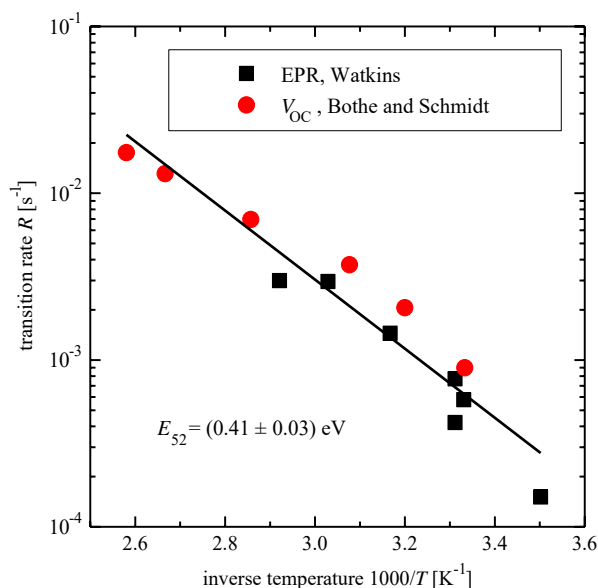 10⁻¹
EPR, Watkins
V_OC , Bothe and Schmidt
10⁻²
transition rate R [s⁻¹]
10⁻³
E₅₂ = (0.41 ± 0.03) eV
10⁻⁴
2.6 2.8 3.0 3.2 3.4 3.6
inverse temperature 1000/T [K⁻¹]